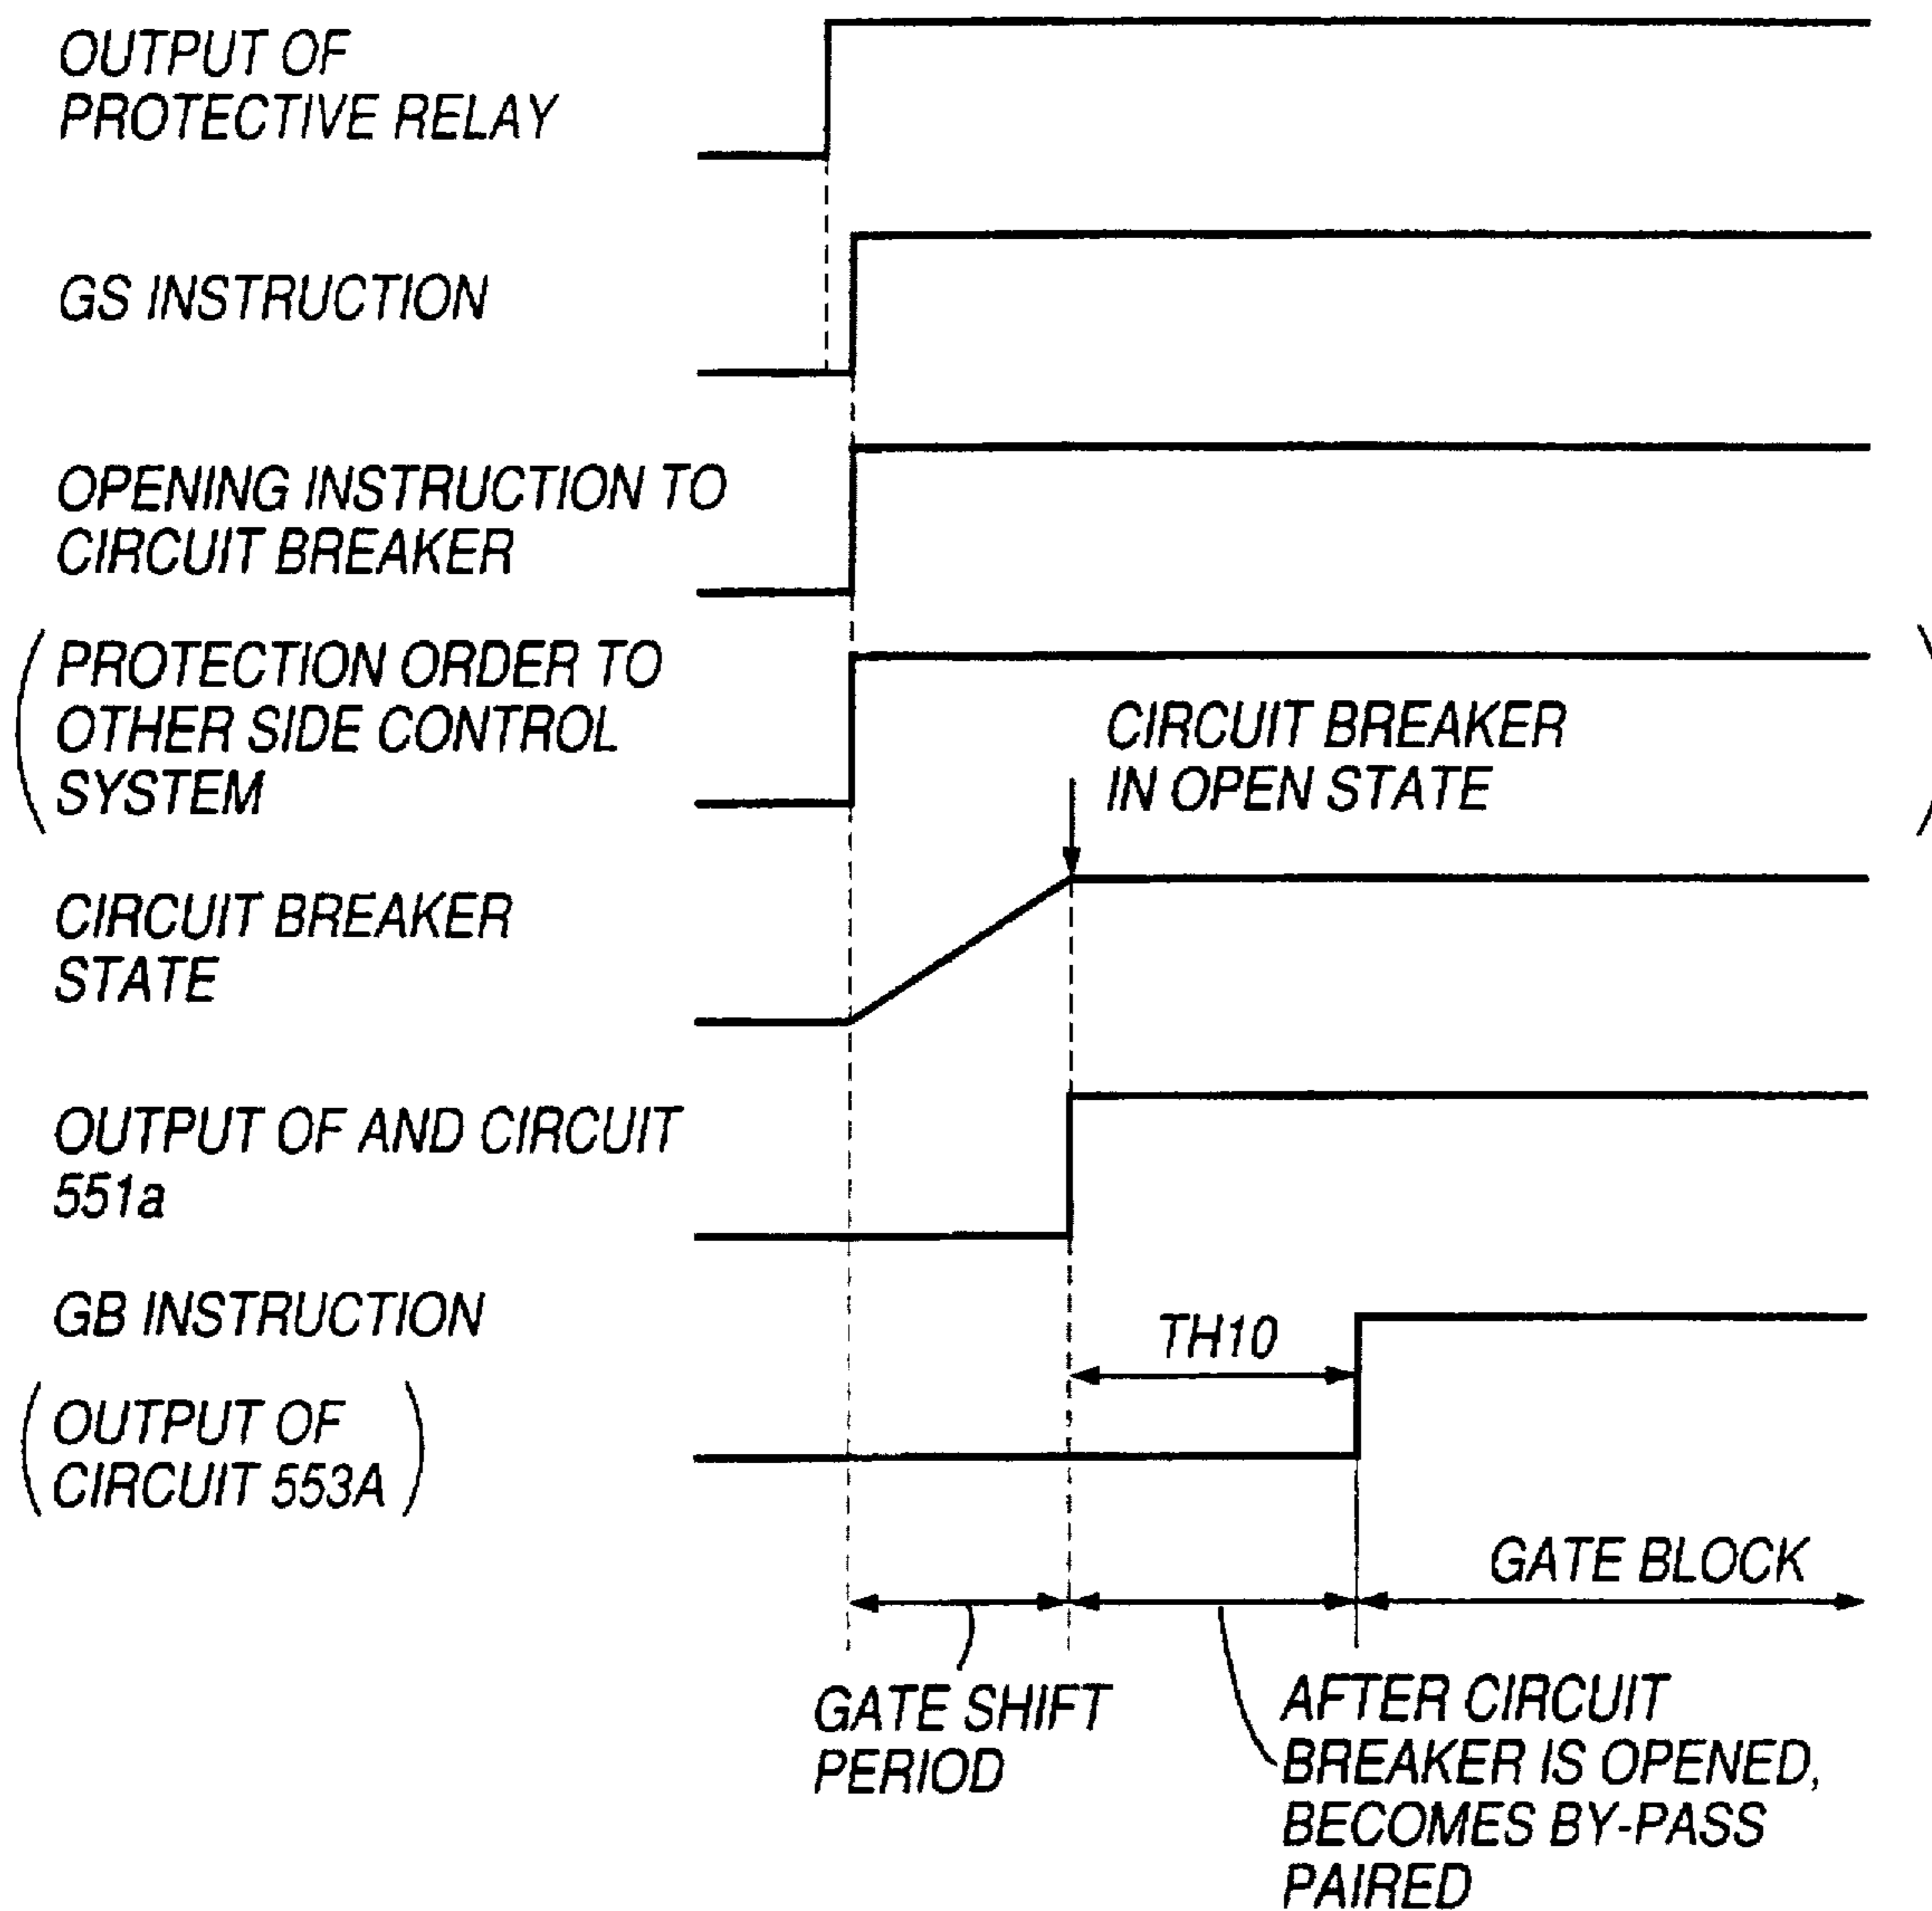 OUTPUT OF
PROTECTIVE RELAY
GS INSTRUCTION
OPENING INSTRUCTION TO
CIRCUIT BREAKER
PROTECTION ORDER TO
OTHER SIDE CONTROL
SYSTEM
CIRCUIT BREAKER
IN OPEN STATE
CIRCUIT BREAKER
STATE
OUTPUT OF AND CIRCUIT
551a
GB INSTRUCTION
TH10
(OUTPUT OF
CIRCUIT 553A)
GATE BLOCK
GATE SHIFT
PERIOD
AFTER CIRCUIT
BREAKER IS OPENED,
BECOMES BY-PASS
PAIRED